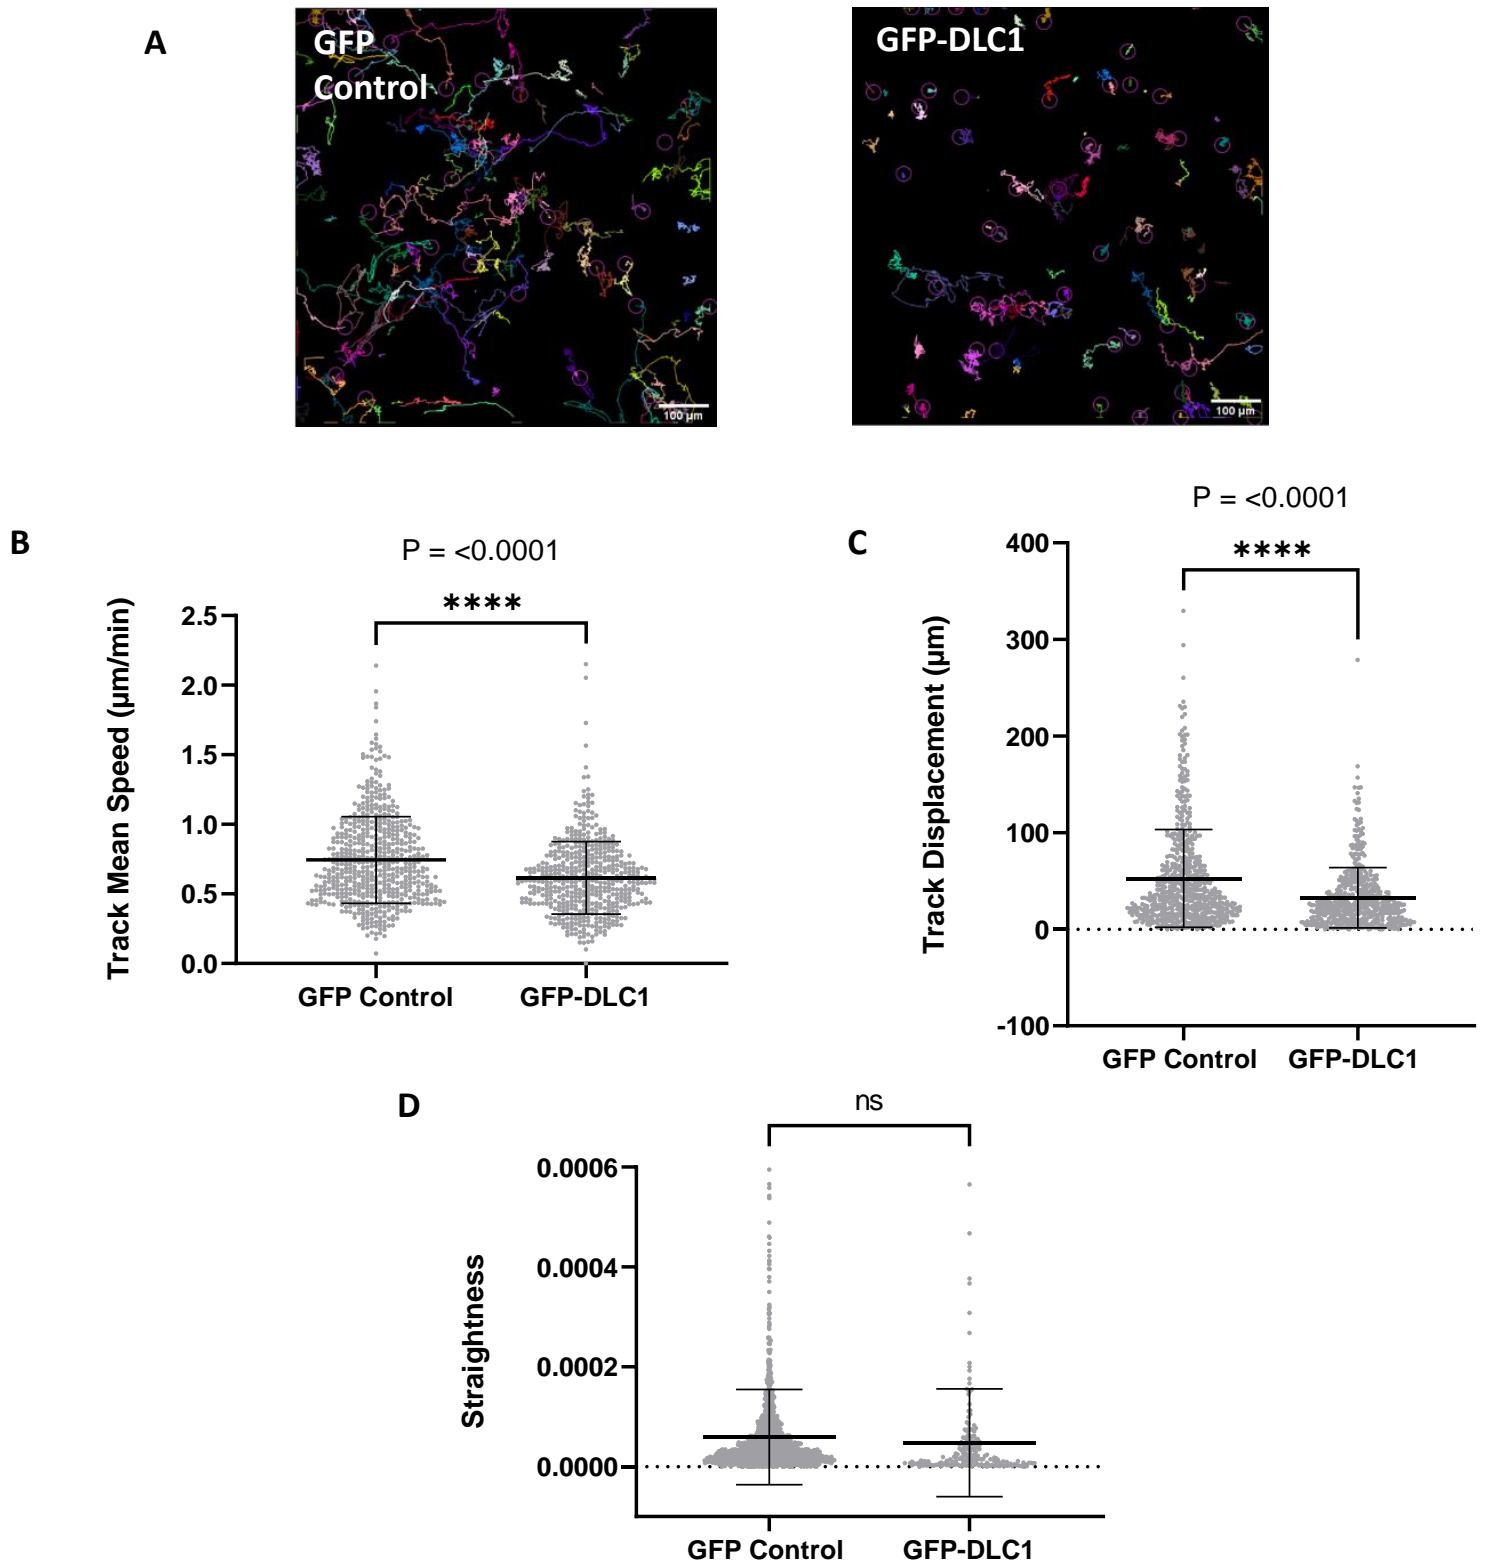 A
GFP
Control
100 µm
GFP-DLC1
100 µm
B
P = <0.0001
****
Track Mean Speed (µm/min)
2.5
2.0
1.5
1.0
0.5
0.0
GFP Control
GFP-DLC1
C
P = <0.0001
****
Track Displacement (µm)
400
300
200
100
0
-100
GFP Control
GFP-DLC1
D
ns
Straightness
0.0006
0.0004
0.0002
0.0000
GFP Control
GFP-DLC1